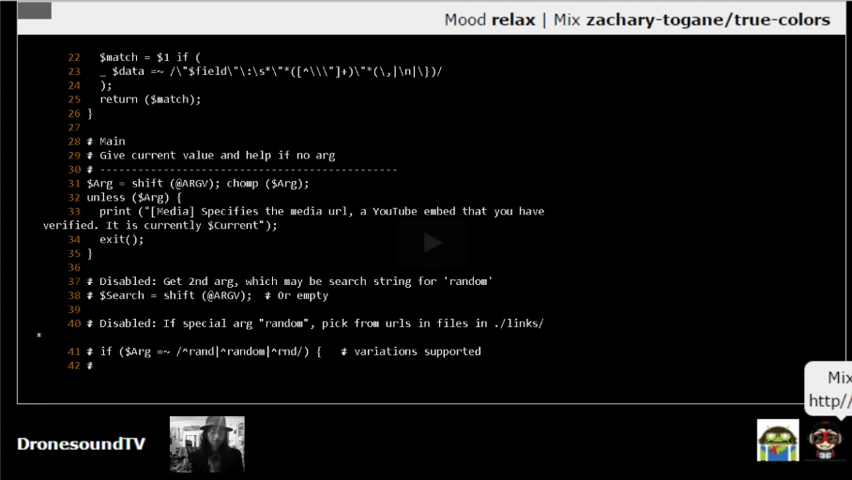 Mood relax | Mix zachary-togane/true-colors
22 $match = $1 if (
23 _ $data =~ /\"$field\"\:\s*\"*([^\\\"]+)\"*(\,|\n|\})/
24 );
25 return ($match);
26 }
27
28 # Main
29 # Give current value and help if no arg
30 # -----------------------------------------------
31 $Arg = shift (@ARGV); chomp ($Arg);
32 unless ($Arg) {
33 print ("[Media] Specifies the media url, a YouTube embed that you have
verified. It is currently $Current");
34 exit();
35 }
36
37 # Disabled: Get 2nd arg, which may be search string for 'random'
38 # $Search = shift (@ARGV); # Or empty
39
40 # Disabled: If special arg "random", pick from urls in files in ./links/
*
41 # if ($Arg =~ /^rand|^random|^rnd/) { # variations supported
42 #
Mix
http//
DronesoundTV